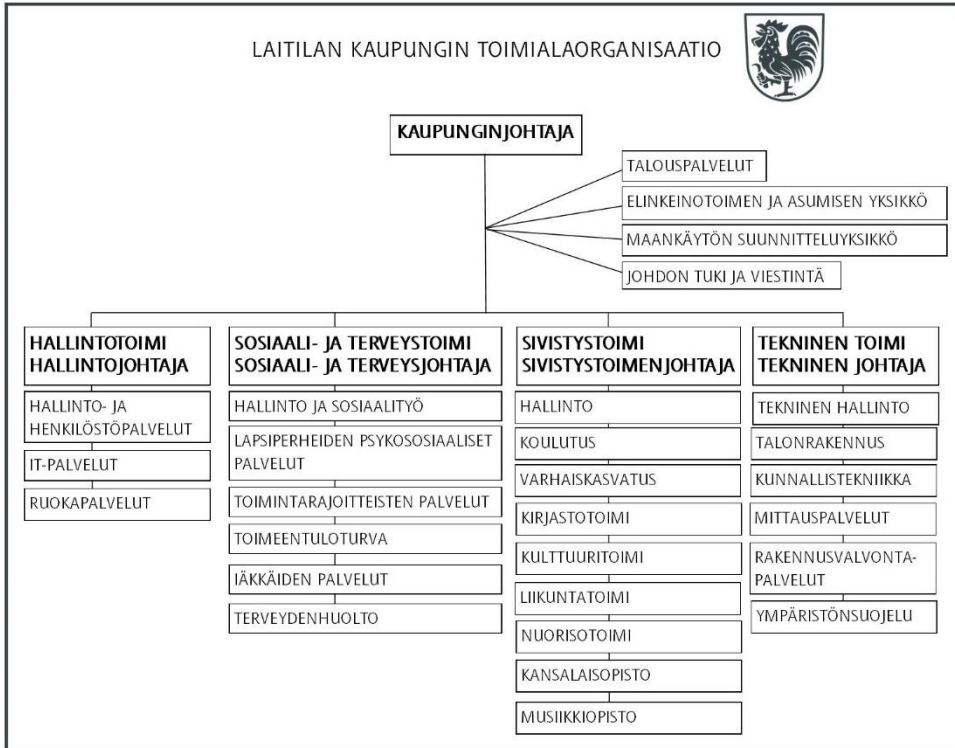 LAITILAN KAUPUNGIN TOIMIALAORGANISAATIO
KAUPUNGINJOHTAJA
TALOUSPALVELUT
ELINKEINOTOIMEN JA ASUMISEN YKSIKKÖ
MAANKÄYTÖN SUUNNITTELUYKSIKKÖ
JOHDON TUKI JA VIESTINTÄ
HALLINTOTOIMI
HALLINTOJOHTAJA
HALLINTO- JA
HENKILÖSTÖPALVELUT
IT-PALVELUT
RUOKAPALVELUT
SOSIAALI- JA TERVEYSTOIMI
SOSIAALI- JA TERVEYSJOHTAJA
HALLINTO JA SOSIAALITYÖ
LAPSIPERHEIDEN PSYKOSOSIAALISET
PALVELUT
TOIMINTARAJOITTEISTEN PALVELUT
TOIMEENTULOTURVA
IÄKKÄIDEN PALVELUT
TERVEYDENHUOLTO
SIVISTYSTOIMI
SIVISTYSTOIMENJOHTAJA
HALLINTO
KOULUTUS
VARHAISKASVATUS
KIRJASTOTOIMI
KULTTUURITOIMI
LIIKUNTATOIMI
NUORISOTOIMI
KANSALAISOPISTO
MUSIIKKIOPISTO
TEKNINEN TOIMI
TEKNINEN JOHTAJA
TEKNINEN HALLINTO
TALONRAKENNUS
KUNNALLISTEKNIIKKA
MITTAUSPALVELUT
RAKENNUSVALVONTA-
PALVELUT
YMPÄRISTÖNSUOJELU